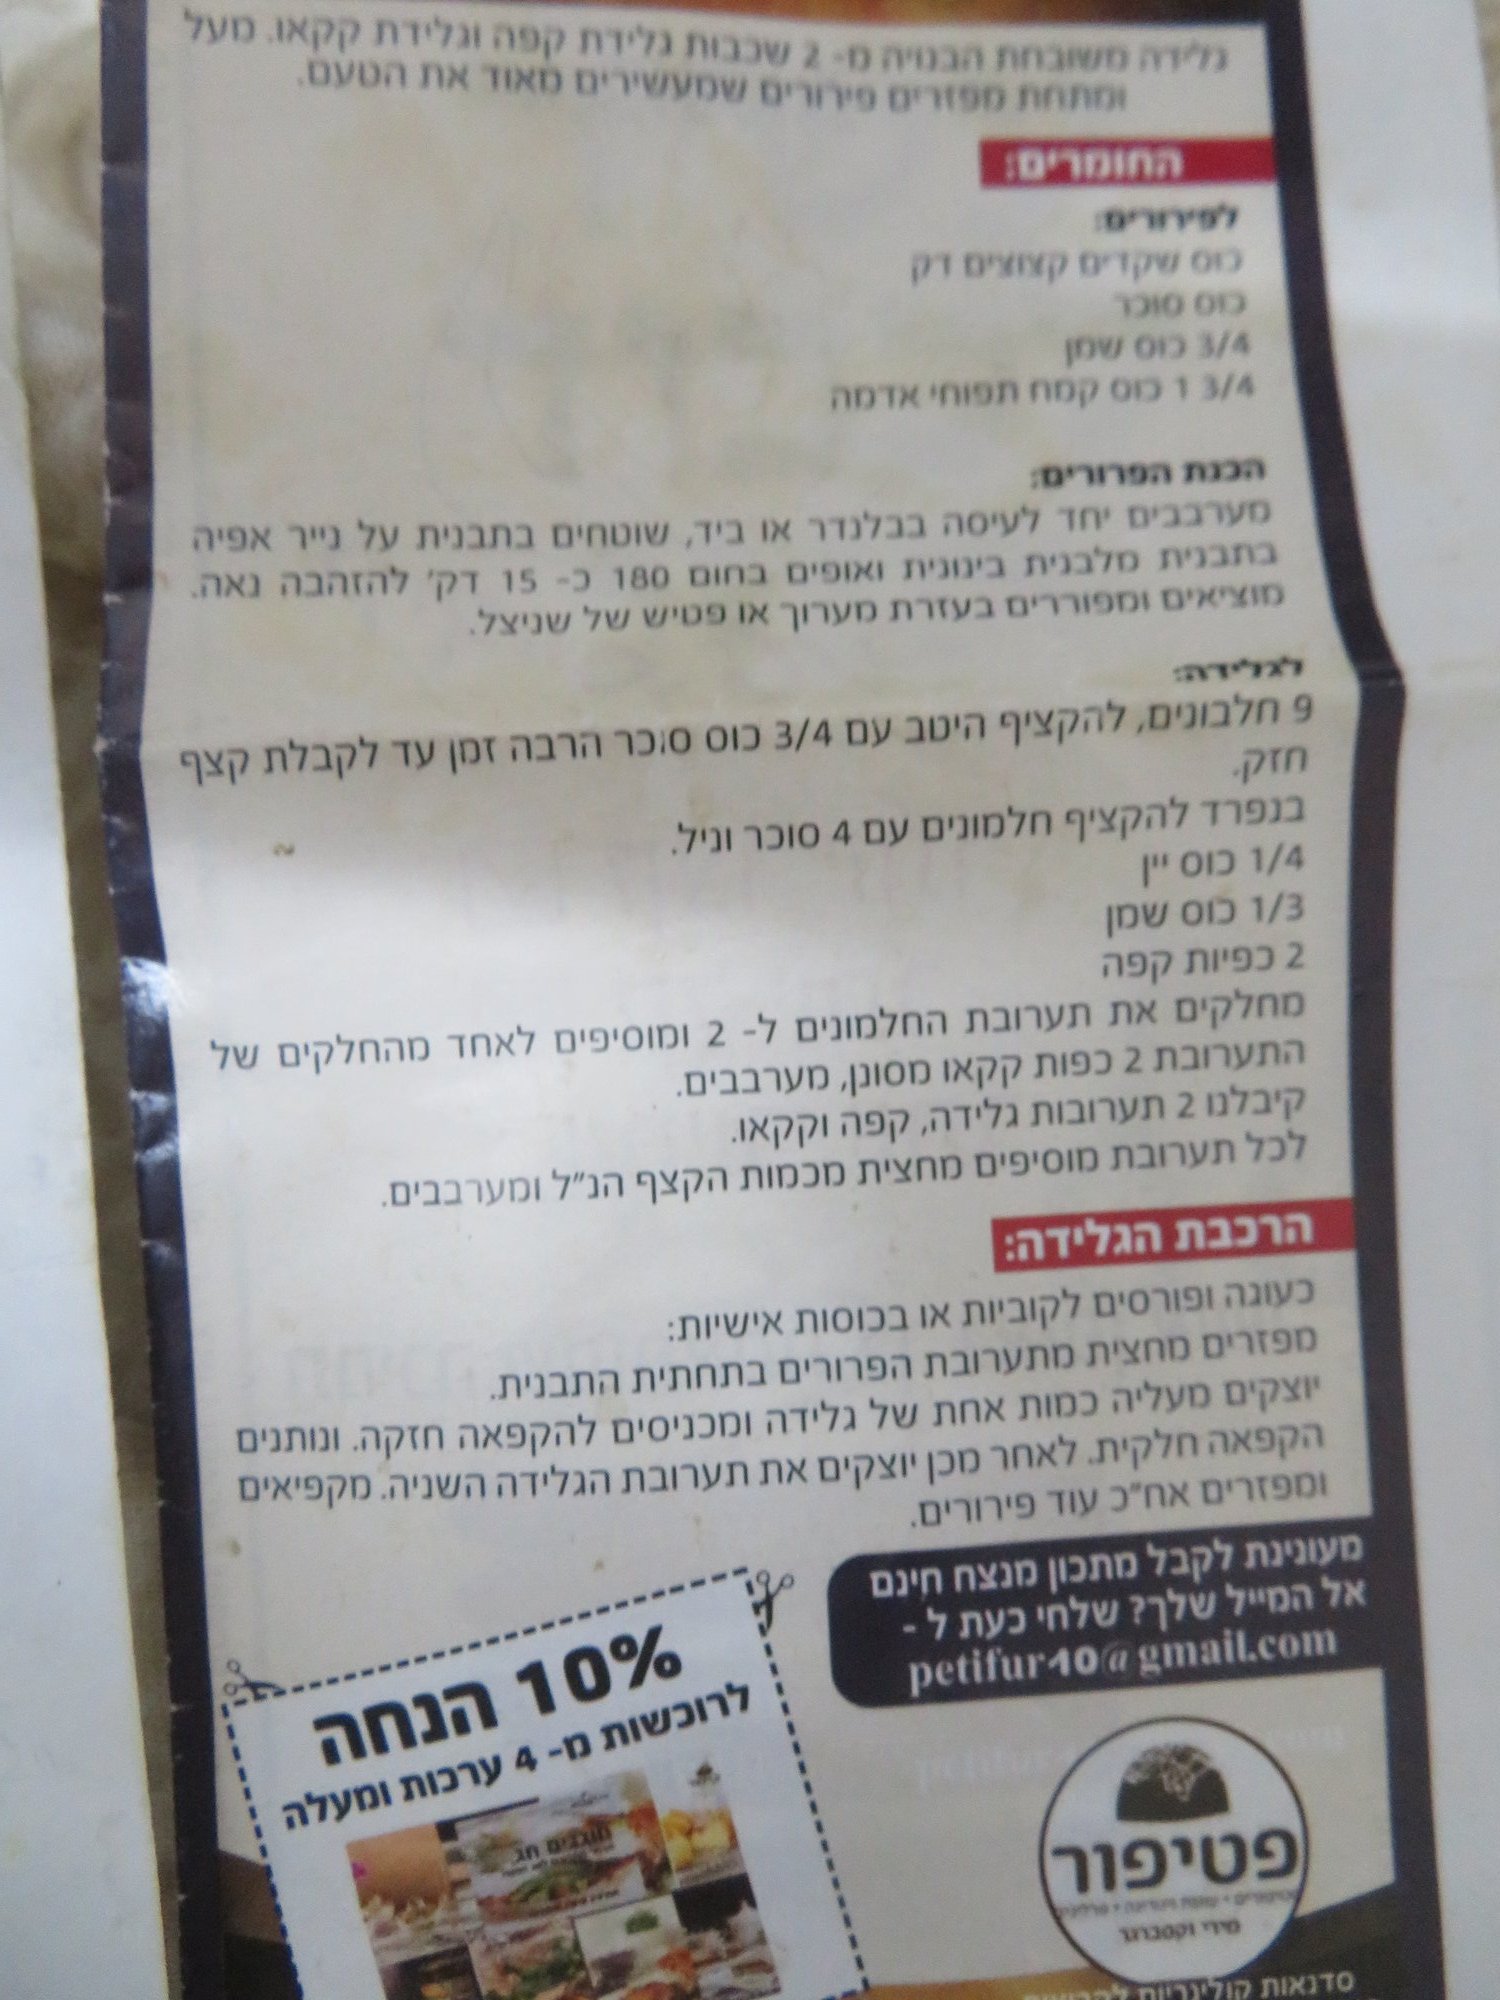 גלידה משובחת הבנויה מ- 2 שכבות גלידת קפה וגלידת קקאו. מעל
ומתחת מפזרים פירורים שמעשירים מאוד את הטעם.
החומרים:
לפירורים:
כוס שקדים קצוצים דק
כוס סוכר
3/4 כוס שמן
1 3/4 כוס קמח תפוחי אדמה
הכנת הפרורים:
מערבבים יחד לעיסה בבלנדר או ביד, שוטחים בתבנית על נייר אפיה
בתבנית מלבנית בינונית ואופים בחום 180 כ- 15 דק' להזהבה נאה.
מוציאים ומפוררים בעזרת מערוך או פטיש של שניצל.
לגלידה:
9 חלבונים, להקציף היטב עם 3/4 כוס סוכר הרבה זמן עד לקבלת קצף
חזק.
בנפרד להקציף חלמונים עם 4 סוכר וניל.
1/4 כוס יין
1/3 כוס שמן
2 כפיות קפה
מחלקים את תערובת החלמונים ל- 2 ומוסיפים לאחד מהחלקים של
התערובת 2 כפות קקאו מסונן, מערבבים.
קיבלנו 2 תערובות גלידה, קפה וקקאו.
לכל תערובת מוסיפים מחצית מכמות הקצף הנ"ל ומערבבים.
הרכבת הגלידה:
כעוגה ופורסים לקוביות או בכוסות אישיות:
מפזרים מחצית מתערובת הפרורים בתחתית התבנית.
יוצקים מעליה כמות אחת של גלידה ומכניסים להקפאה חזקה. ונותנים
הקפאה חלקית. לאחר מכן יוצקים את תערובת הגלידה השניה. מקפיאים
ומפזרים אח"כ עוד פירורים.
מעונינת לקבל מתכון מנצח חינם
אל המייל שלך? שלחי כעת ל -
petifur40@gmail.com
10% הנחה
לרוכשות מ- 4 ערכות ומעלה
חוגגים חג
פטיפור
מירי וקסברגר
סדנאות קולינריות